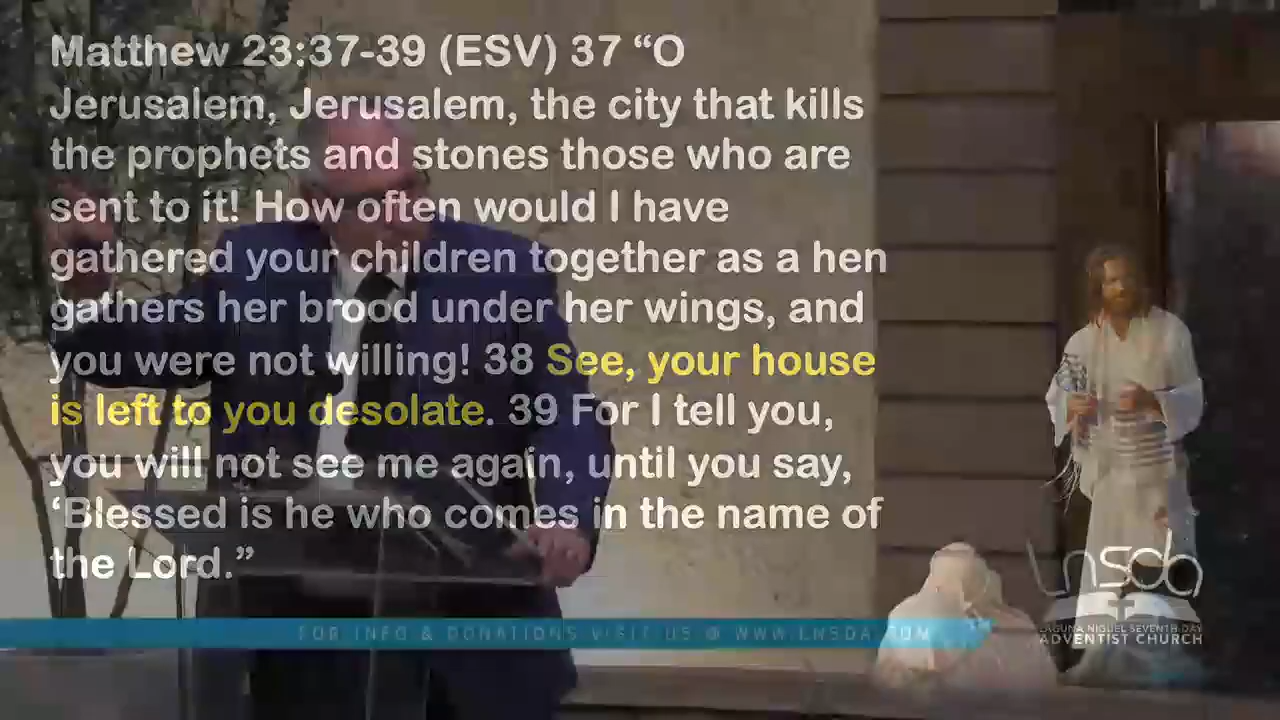 Matthew 23:37-39 (ESV) 37 “O
Jerusalem, Jerusalem, the city that kills
the prophets and stones those who are
sent to it! How often would I have
gathered your children together as a hen
gathers her brood under her wings, and
you were not willing! 38 See, your house
is left to you desolate. 39 For I tell you,
you will not see me again, until you say,
‘Blessed is he who comes in the name of
the Lord.”
FOR INFO & DONATIONS VISIT US @ WWW.LNSDA.COM
LNSDA
LAGUNA NIGUEL SEVENTH-DAY
ADVENTIST CHURCH